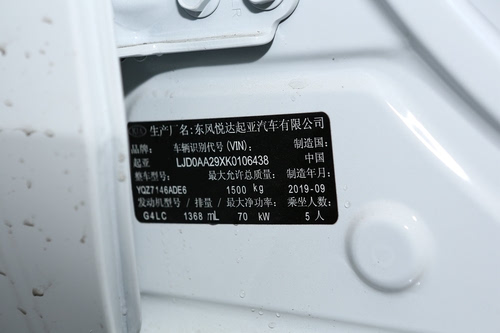 KIA 生产厂名:东风悦达起亚汽车有限公司
品牌: 车辆识别代号(VIN): 制造国:
起亚 LJD0AA29XK0106438 中国
整车型号: 最大允许总质量: 制造年月:
YQZ7146ADE6 1500 kg 2019-09
发动机型号 / 排量 / 最大净功率: 乘坐人数:
G4LC 1368 mL 70 kW 5 人